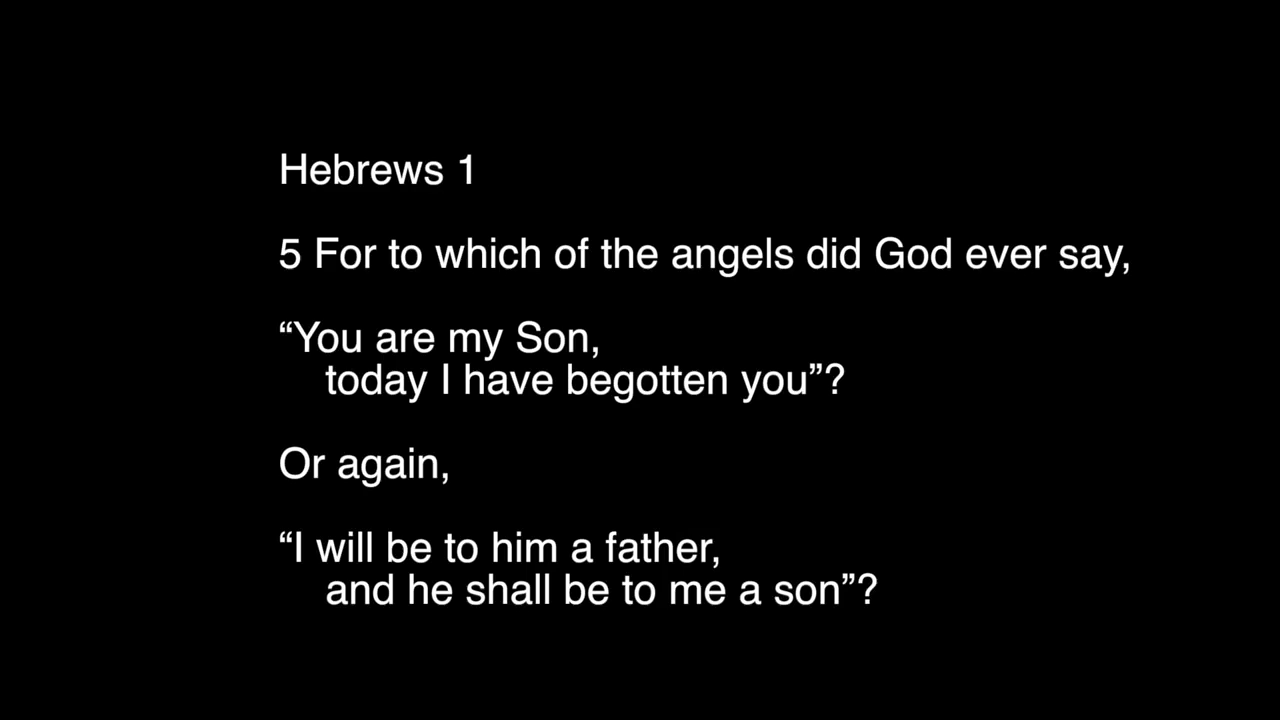 Hebrews 1
5 For to which of the angels did God ever say,
“You are my Son,
today I have begotten you”?
Or again,
“I will be to him a father,
and he shall be to me a son”?